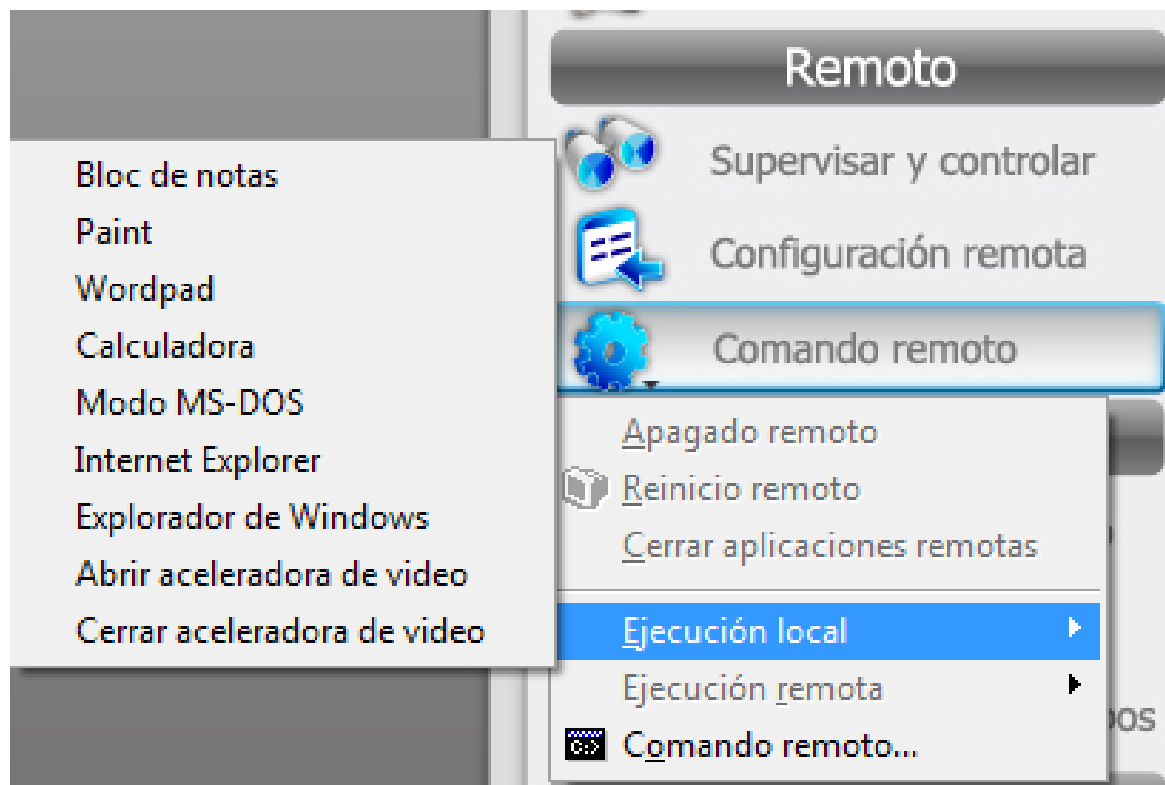 Remoto
Supervisar y controlar
Configuración remota
Comando remoto
Apagado remoto
Reinicio remoto
Cerrar aplicaciones remotas
Ejecución local
Ejecución remota
C:\>
Comando remoto...
Bloc de notas
Paint
Wordpad
Calculadora
Modo MS-DOS
Internet Explorer
Explorador de Windows
Abrir aceleradora de video
Cerrar aceleradora de video